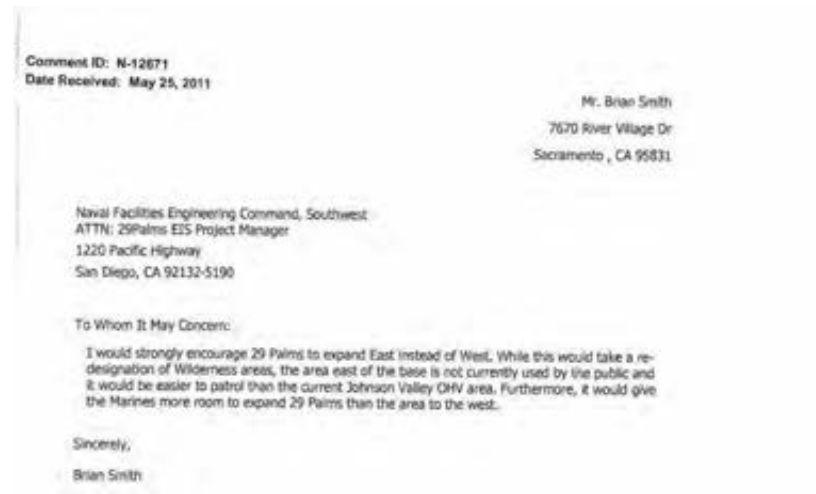 Comment ID: N-12671
Date Received: May 25, 2011
Mr. Brian Smith
7670 River Village Dr
Sacramento , CA 95831
Naval Facilities Engineering Command, Southwest
ATTN: 29Palms EIS Project Manager
1220 Pacific Highway
San Diego, CA 92132-5190
To Whom It May Concern:
I would strongly encourage 29 Palms to expand East instead of West. While this would take a re-
designation of Wilderness areas, the area east of the base is not currently used by the public and
it would be easier to patrol than the current Johnson Valley OHV area. Furthermore, it would give
the Marines more room to expand 29 Palms than the area to the west.
Sincerely,
Brian Smith